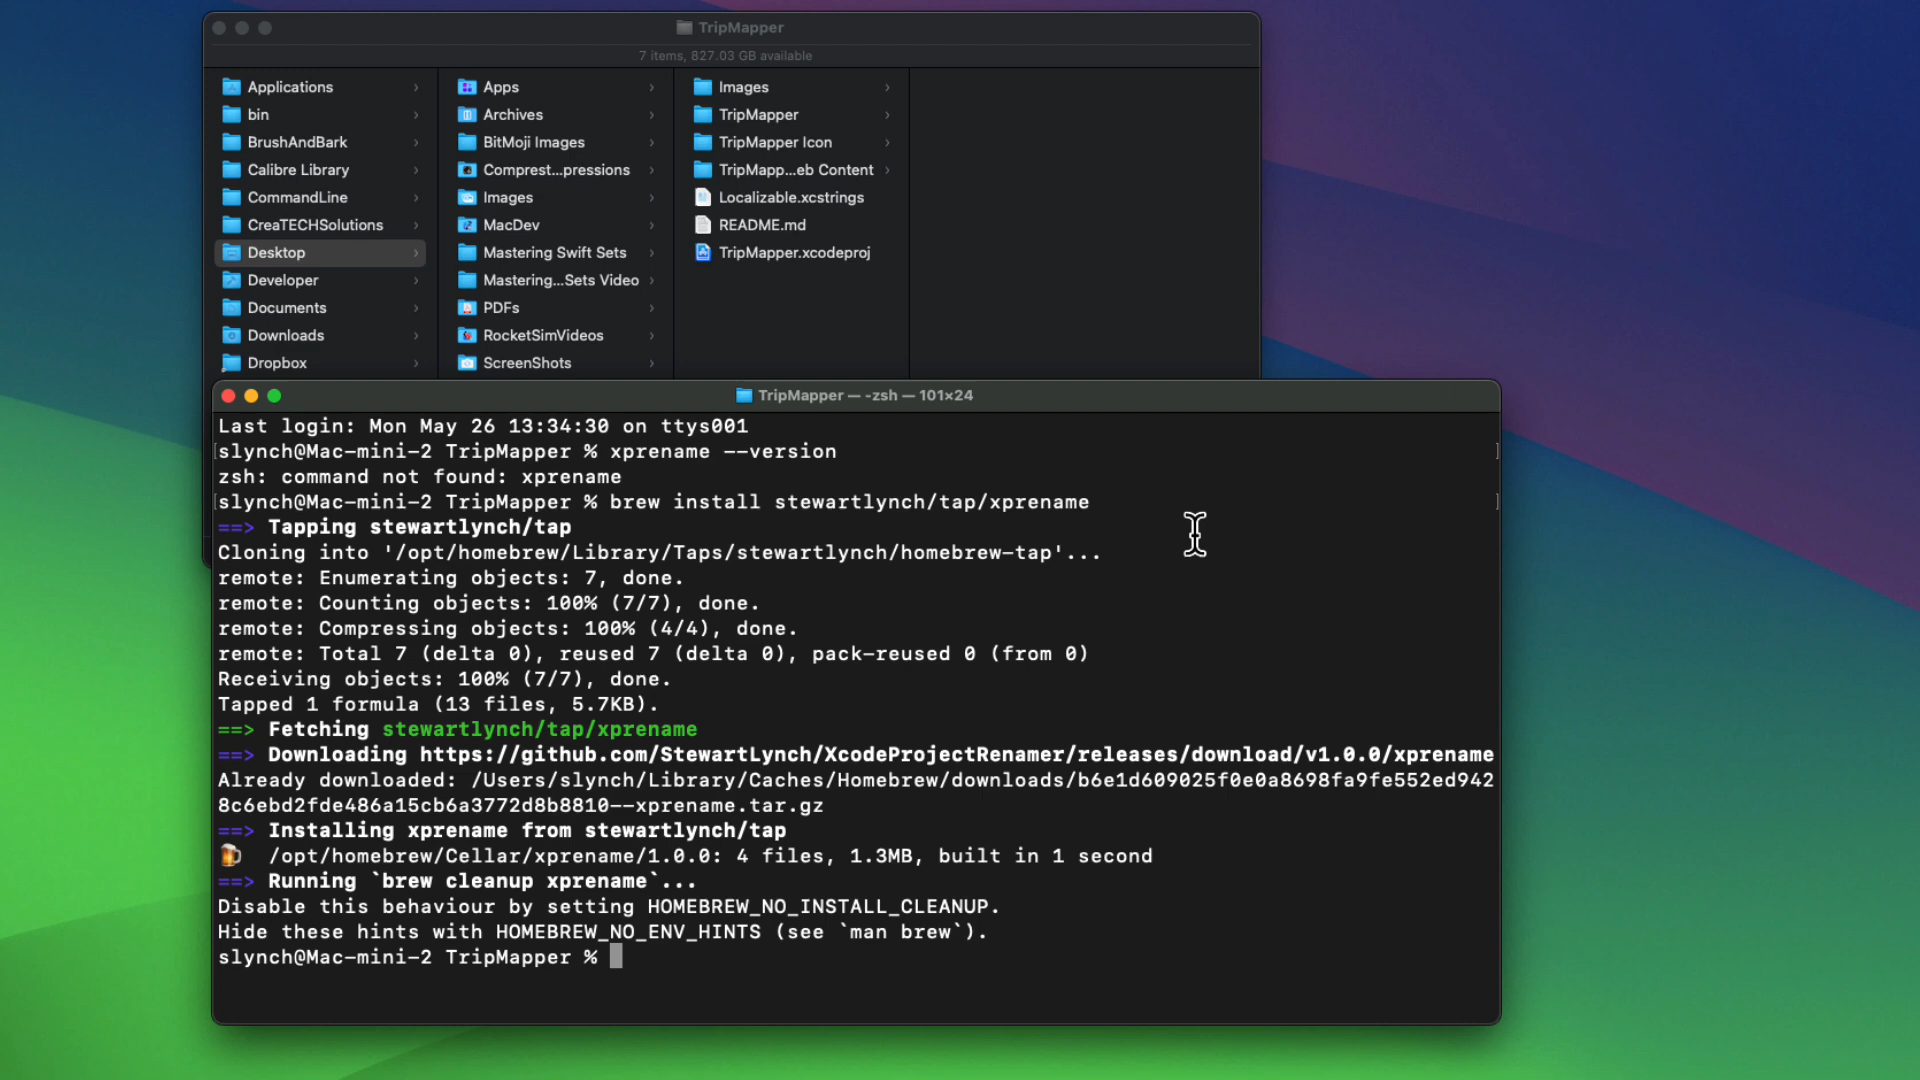 TripMapper
7 items, 827.03 GB available
Applications
bin
BrushAndBark
Calibre Library
CommandLine
CreaTECHSolutions
Desktop
Developer
Documents
Downloads
Dropbox
Apps
Archives
BitMoji Images
Comprest...pressions
Images
MacDev
Mastering Swift Sets
Mastering...Sets Video
PDFs
RocketSimVideos
ScreenShots
Images
TripMapper
TripMapper Icon
TripMapp...eb Content
Localizable.xcstrings
README.md
TripMapper.xcodeproj
TripMapper — -zsh — 101×24
Last login: Mon May 26 13:34:30 on ttys001
[slynch@Mac-mini-2 TripMapper % xprename --version ]
zsh: command not found: xprename
[slynch@Mac-mini-2 TripMapper % brew install stewartlynch/tap/xprename ]
==> Tapping stewartlynch/tap
Cloning into '/opt/homebrew/Library/Taps/stewartlynch/homebrew-tap'...
remote: Enumerating objects: 7, done.
remote: Counting objects: 100% (7/7), done.
remote: Compressing objects: 100% (4/4), done.
remote: Total 7 (delta 0), reused 7 (delta 0), pack-reused 0 (from 0)
Receiving objects: 100% (7/7), done.
Tapped 1 formula (13 files, 5.7KB).
==> Fetching stewartlynch/tap/xprename
==> Downloading https://github.com/StewartLynch/XcodeProjectRenamer/releases/download/v1.0.0/xprename
Already downloaded: /Users/slynch/Library/Caches/Homebrew/downloads/b6e1d609025f0e0a8698fa9fe552ed942
8c6ebd2fde486a15cb6a3772d8b8810--xprename.tar.gz
==> Installing xprename from stewartlynch/tap
🍺 /opt/homebrew/Cellar/xprename/1.0.0: 4 files, 1.3MB, built in 1 second
==> Running `brew cleanup xprename`...
Disable this behaviour by setting HOMEBREW_NO_INSTALL_CLEANUP.
Hide these hints with HOMEBREW_NO_ENV_HINTS (see `man brew`).
slynch@Mac-mini-2 TripMapper %